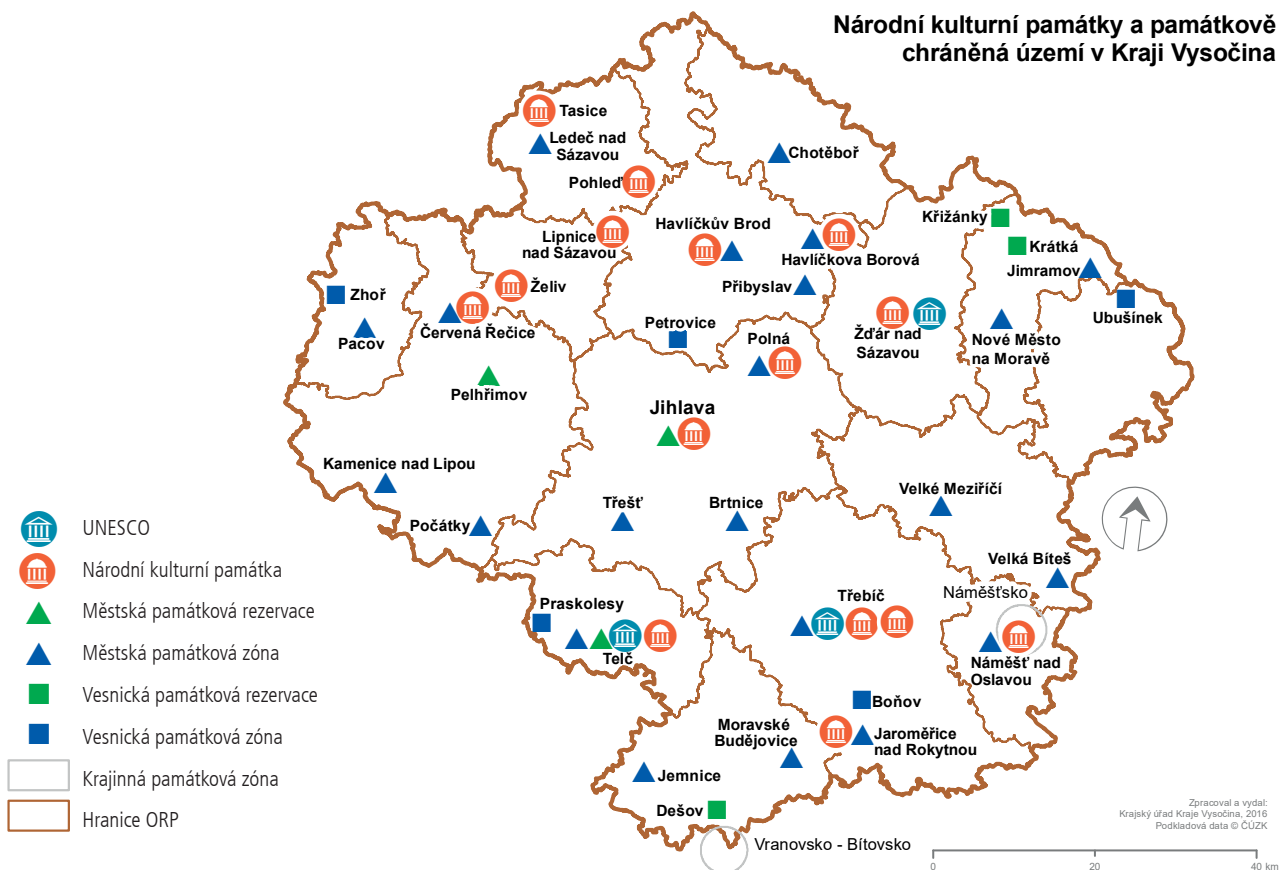 Národní kulturní památky a památkově
chráněná území v Kraji Vysočina
Tasice
Ledeč nad
Sázavou
Chotěboř
Pohleď
Křižánky
Lipnice
nad Sázavou
Havlíčkův Brod
Havlíčkova Borová
Krátká
Jimramov
Zhoř
Želiv
Přibyslav
Ubušínek
Pacov
Červená Řečice
Petrovice
Polná
Žďár nad
Sázavou
Nové Město
na Moravě
Pelhřimov
Jihlava
Kamenice nad Lipou
Počátky
Třešť
Brtnice
Velké Meziříčí
Velká Bíteš
Náměšťsko
Praskolesy
Telč
Třebíč
Náměšť nad
Oslavou
Boňov
Moravské
Budějovice
Jaroměřice
nad Rokytnou
Jemnice
Dešov
Vranovsko - Bítovsko
UNESCO
Národní kulturní památka
Městská památková rezervace
Městská památková zóna
Vesnická památková rezervace
Vesnická památková zóna
Krajinná památková zóna
Hranice ORP
Zpracoval a vydal:
Krajský úřad Kraje Vysočina, 2016
Podkladová data © ČÚZK
0 20 40 km